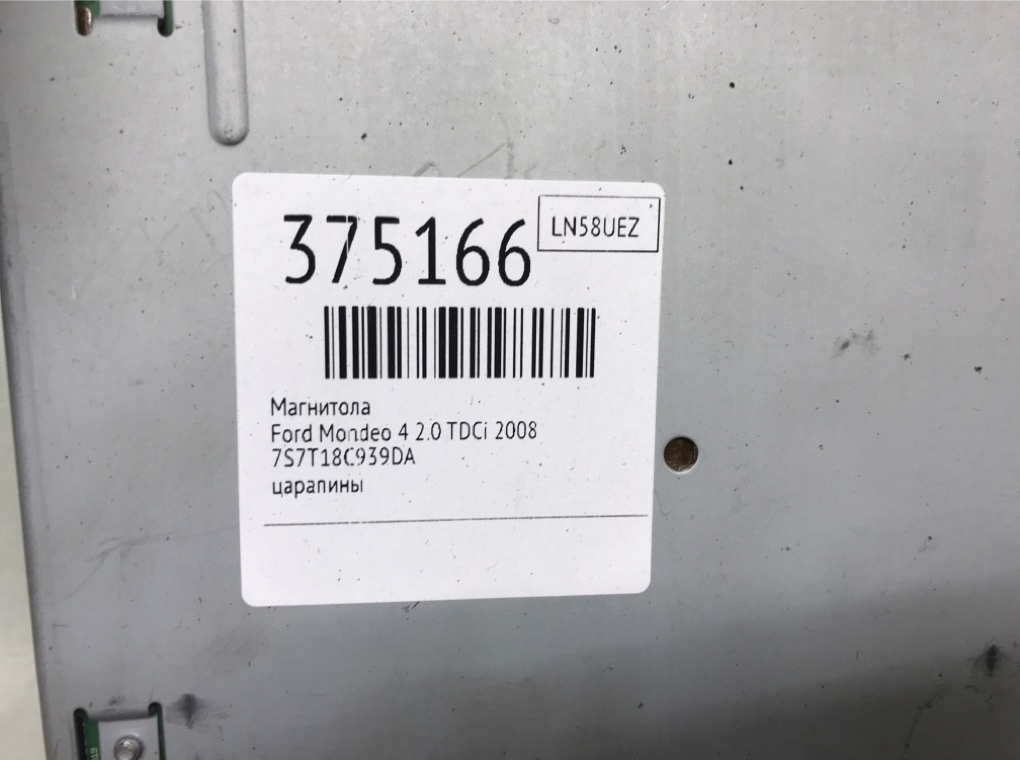 375166
LN58UEZ
Магнитола
Ford Mondeo 4 2.0 TDCi 2008
7S7T18C939DA
царапины